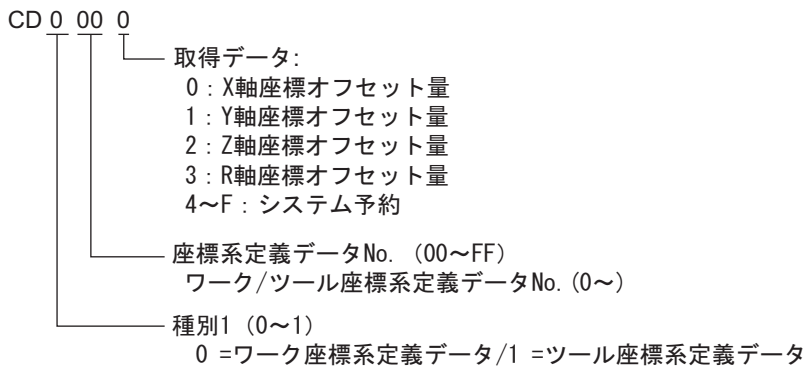 CD 0 00 0
取得データ:
0：X軸座標オフセット量
1：Y軸座標オフセット量
2：Z軸座標オフセット量
3：R軸座標オフセット量
4～F：システム予約
座標系定義データNo. (00～FF)
ワーク/ツール座標系定義データNo.(0～)
種別1 (0～1)
0 =ワーク座標系定義データ/1 =ツール座標系定義データ